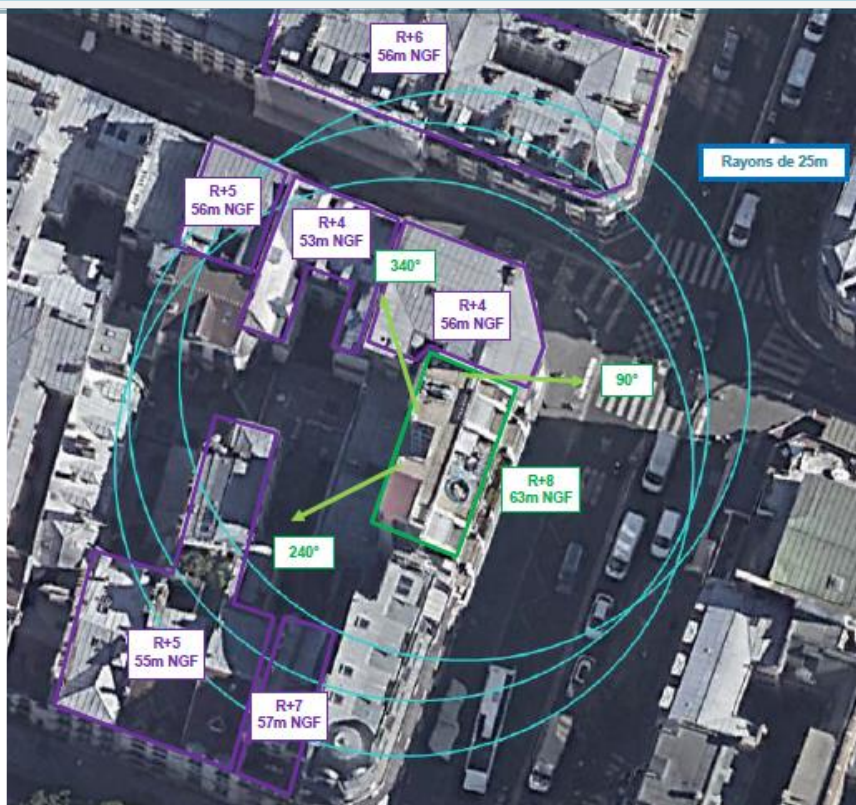 R+6
56m NGF
Rayons de 25m
R+5
56m NGF
R+4
53m NGF
340°
R+4
56m NGF
90°
R+8
63m NGF
240°
R+5
55m NGF
R+7
57m NGF